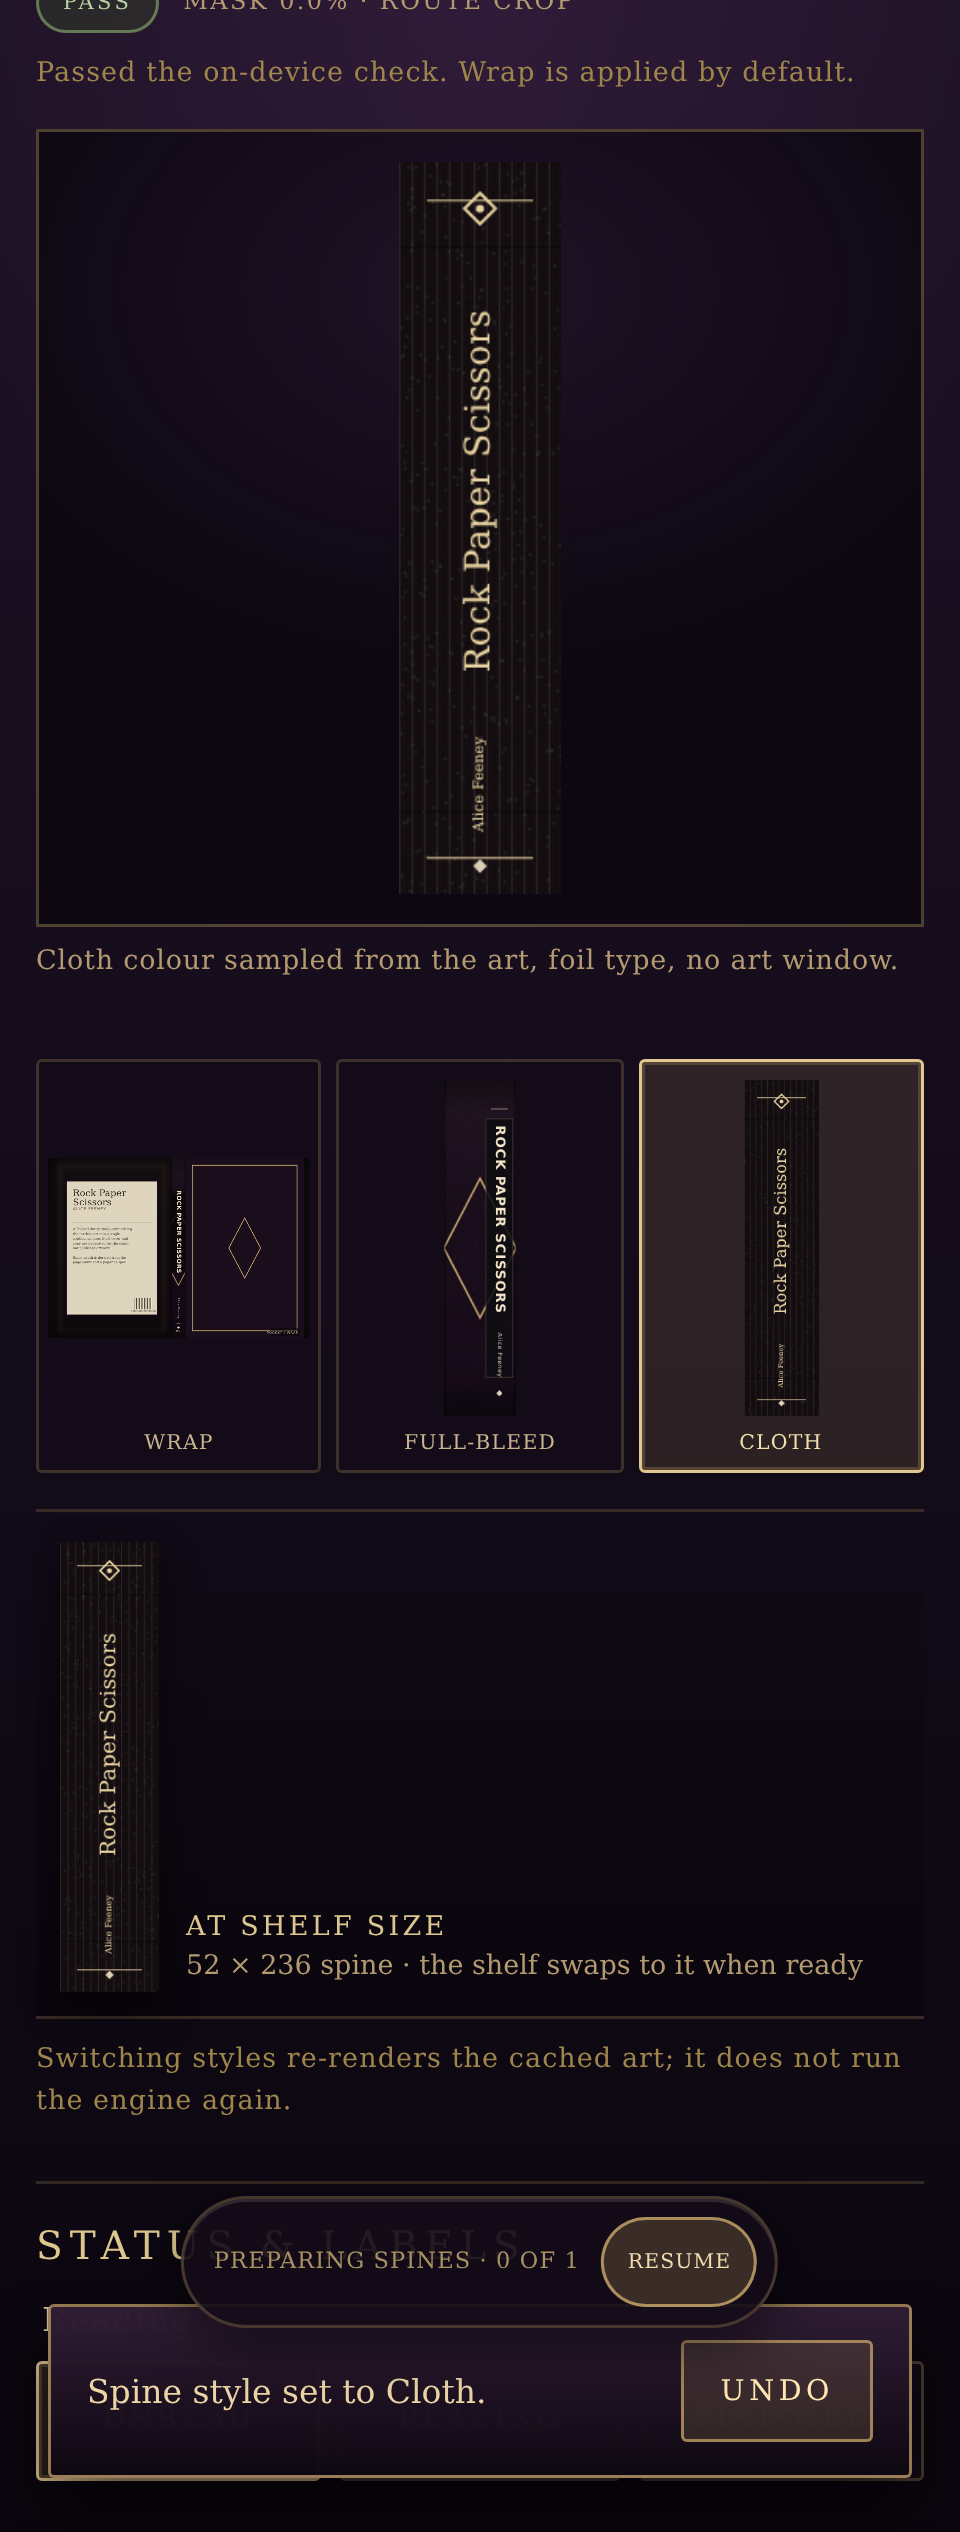 PASS
MASK 0.0% · ROUTE CROP
Passed the on-device check. Wrap is applied by default.
Rock Paper Scissors
Alice Feeney
Cloth colour sampled from the art, foil type, no art window.
Rock Paper
Scissors
ALICE FEENEY
ROCK PAPER SCISSORS
WRAP
ROCK PAPER SCISSORS
Alice Feeney
FULL-BLEED
Rock Paper Scissors
Alice Feeney
CLOTH
Rock Paper Scissors
Alice Feeney
AT SHELF SIZE
52 × 236 spine · the shelf swaps to it when ready
Switching styles re-renders the cached art; it does not run
the engine again.
STATUS & LABELS
PREPARING SPINES · 0 OF 1
RESUME
Reading
Spine style set to Cloth.
UNDO